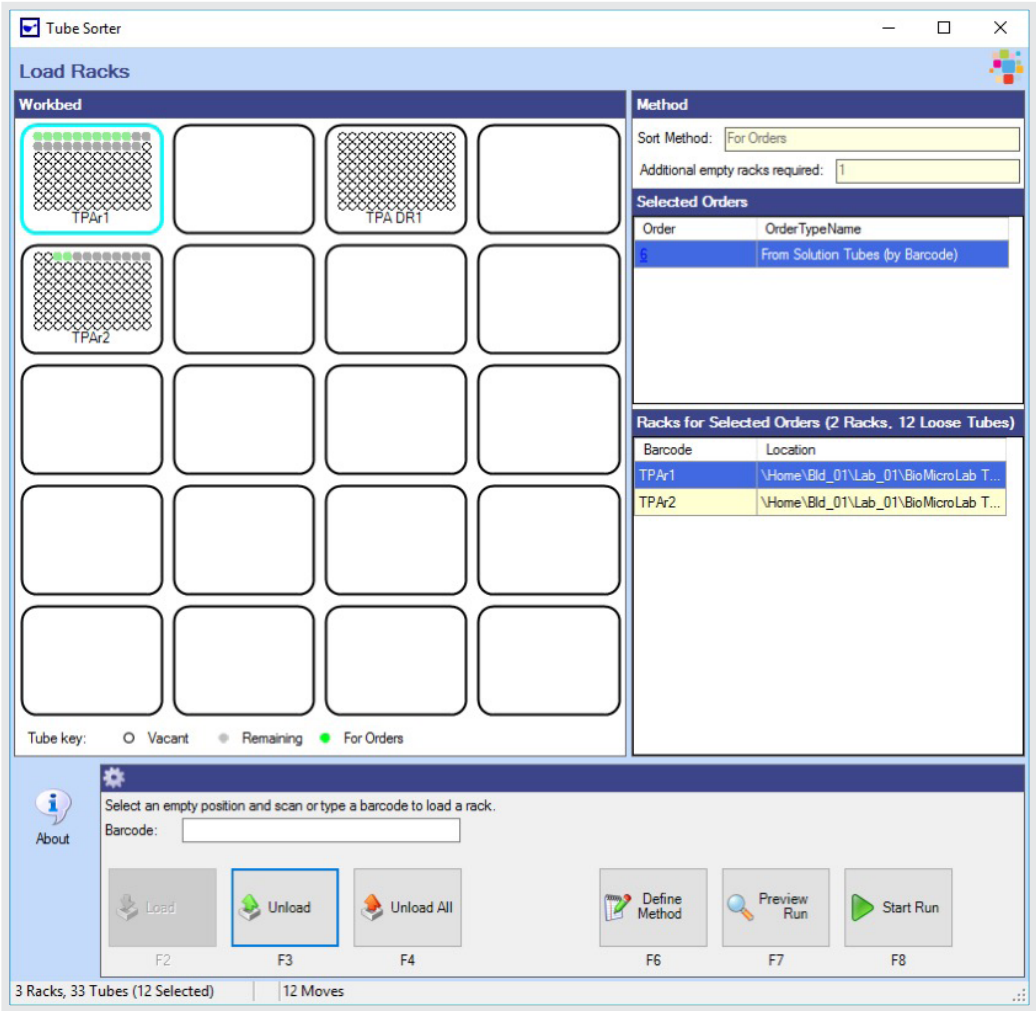 Tube Sorter
Load Racks
Workbed
TPAr1
TPA DR1
TPAr2
Tube key: Vacant Remaining For Orders
Method
Sort Method: For Orders
Additional empty racks required: 1
Selected Orders
Order OrderTypeName
6 From Solution Tubes (by Barcode)
Racks for Selected Orders (2 Racks, 12 Loose Tubes)
Barcode Location
TPAr1 \Home\Bld_01\Lab_01\BioMicroLab T...
TPAr2 \Home\Bld_01\Lab_01\BioMicroLab T...
About
Select an empty position and scan or type a barcode to load a rack.
Barcode:
Load Unload Unload All Define Method Preview Run Start Run
F2 F3 F4 F6 F7 F8
3 Racks, 33 Tubes (12 Selected) 12 Moves